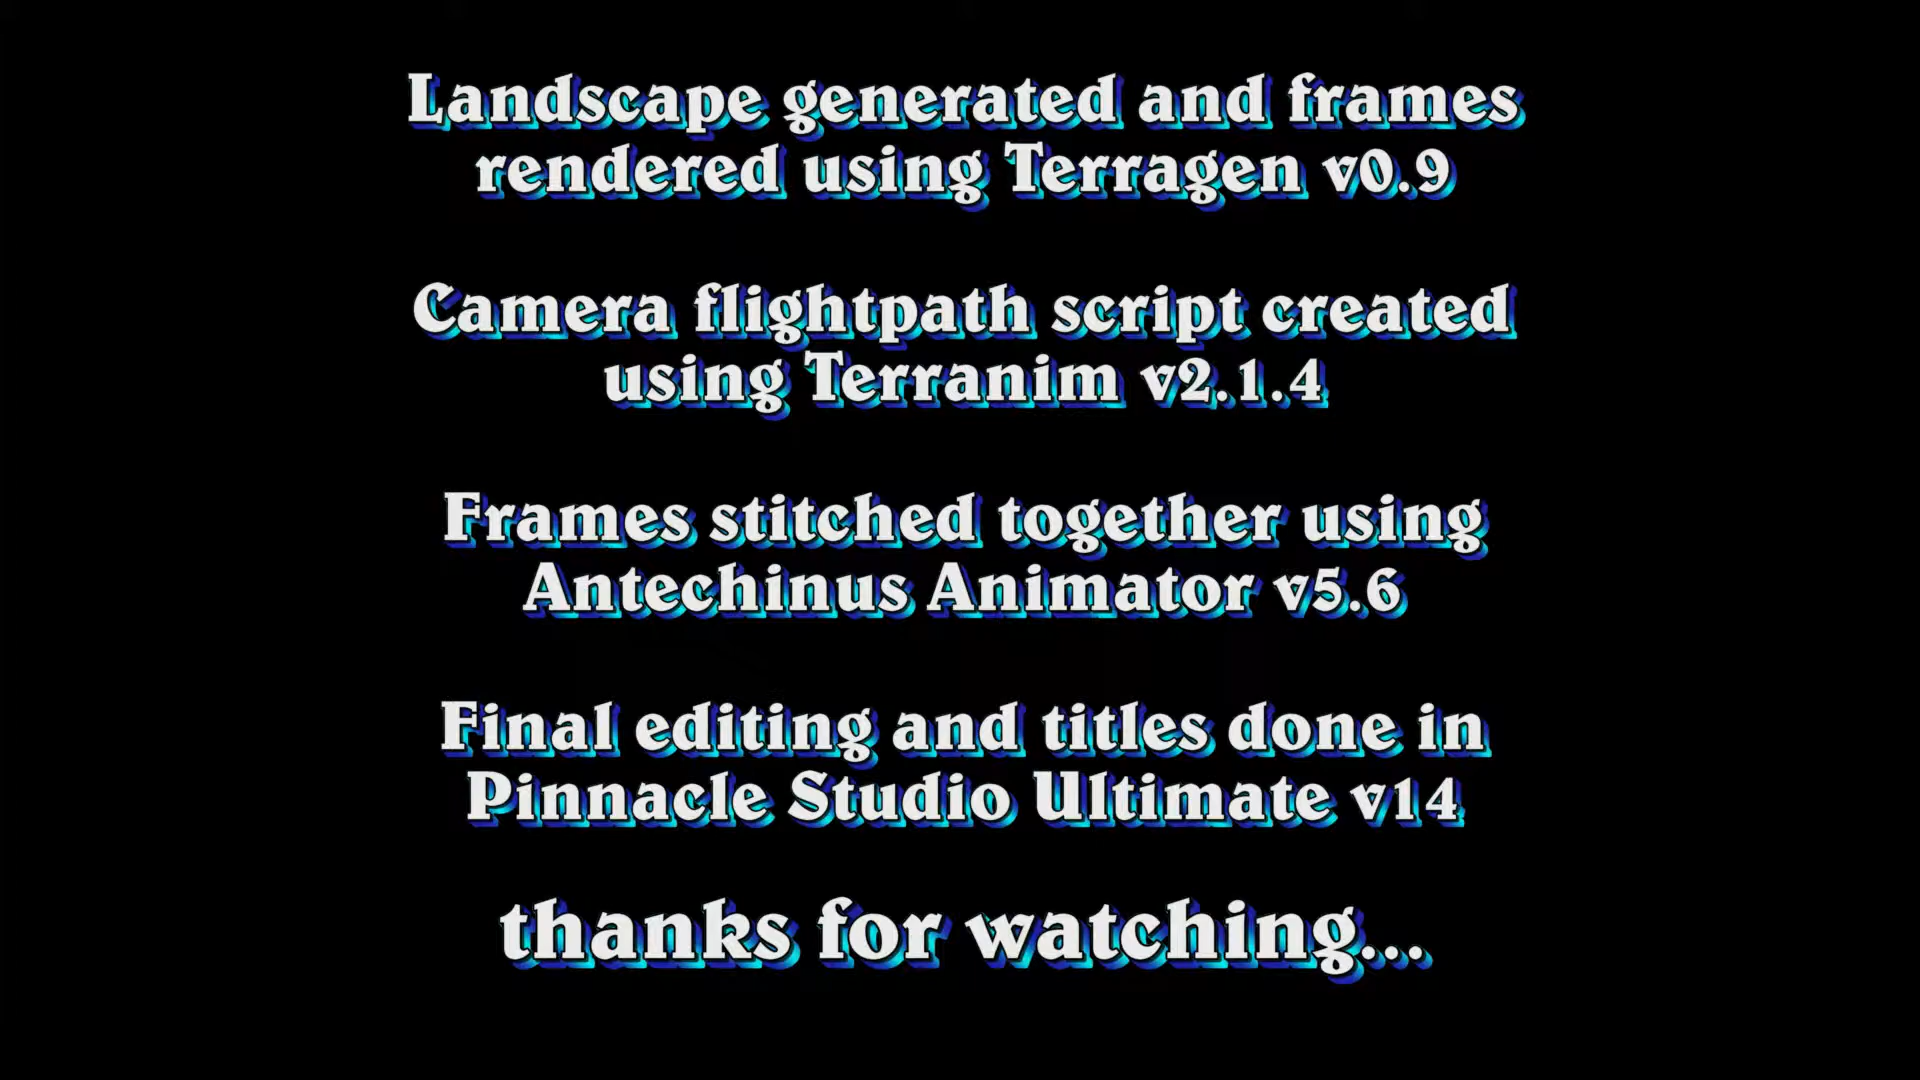 Landscape generated and frames
rendered using Terragen v0.9
Camera flightpath script created
using Terranim v2.1.4
Frames stitched together using
Antechinus Animator v5.6
Final editing and titles done in
Pinnacle Studio Ultimate v14
thanks for watching...